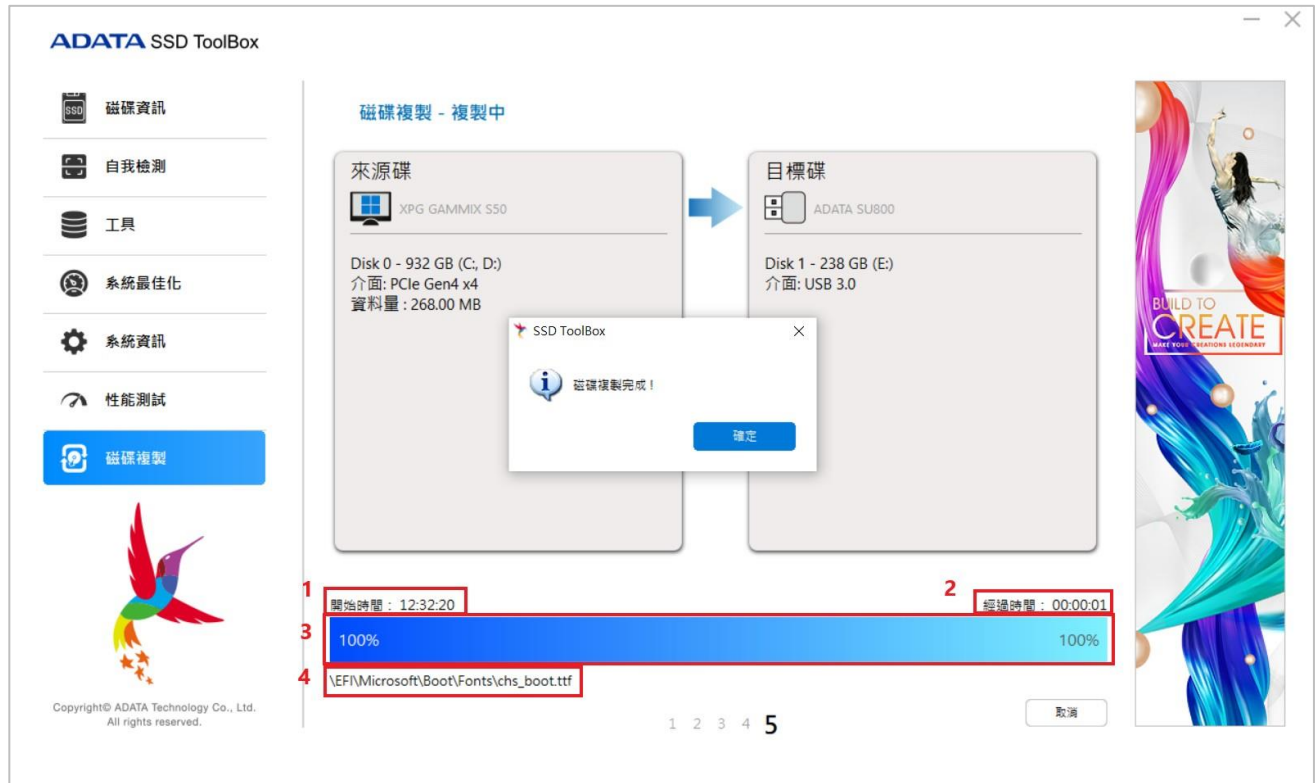 ADATA SSD ToolBox
SSD
磁碟資訊
自我檢測
工具
系統最佳化
系統資訊
性能測試
磁碟複製
Copyright© ADATA Technology Co., Ltd.
All rights reserved.
磁碟複製 - 複製中
來源碟
XPG GAMMIX S50
Disk 0 - 932 GB (C:, D:)
介面: PCIe Gen4 x4
資料量 : 268.00 MB
目標碟
ADATA SU800
Disk 1 - 238 GB (E:)
介面: USB 3.0
SSD ToolBox
磁碟複製完成 !
確定
1
開始時間 : 12:32:20
2
經過時間 : 00:00:01
3
100% 100%
4
\EFI\Microsoft\Boot\Fonts\chs_boot.ttf
1 2 3 4 5
取消
BUILD TO
CREATE
MAKE YOUR CREATIONS LEGENDARY